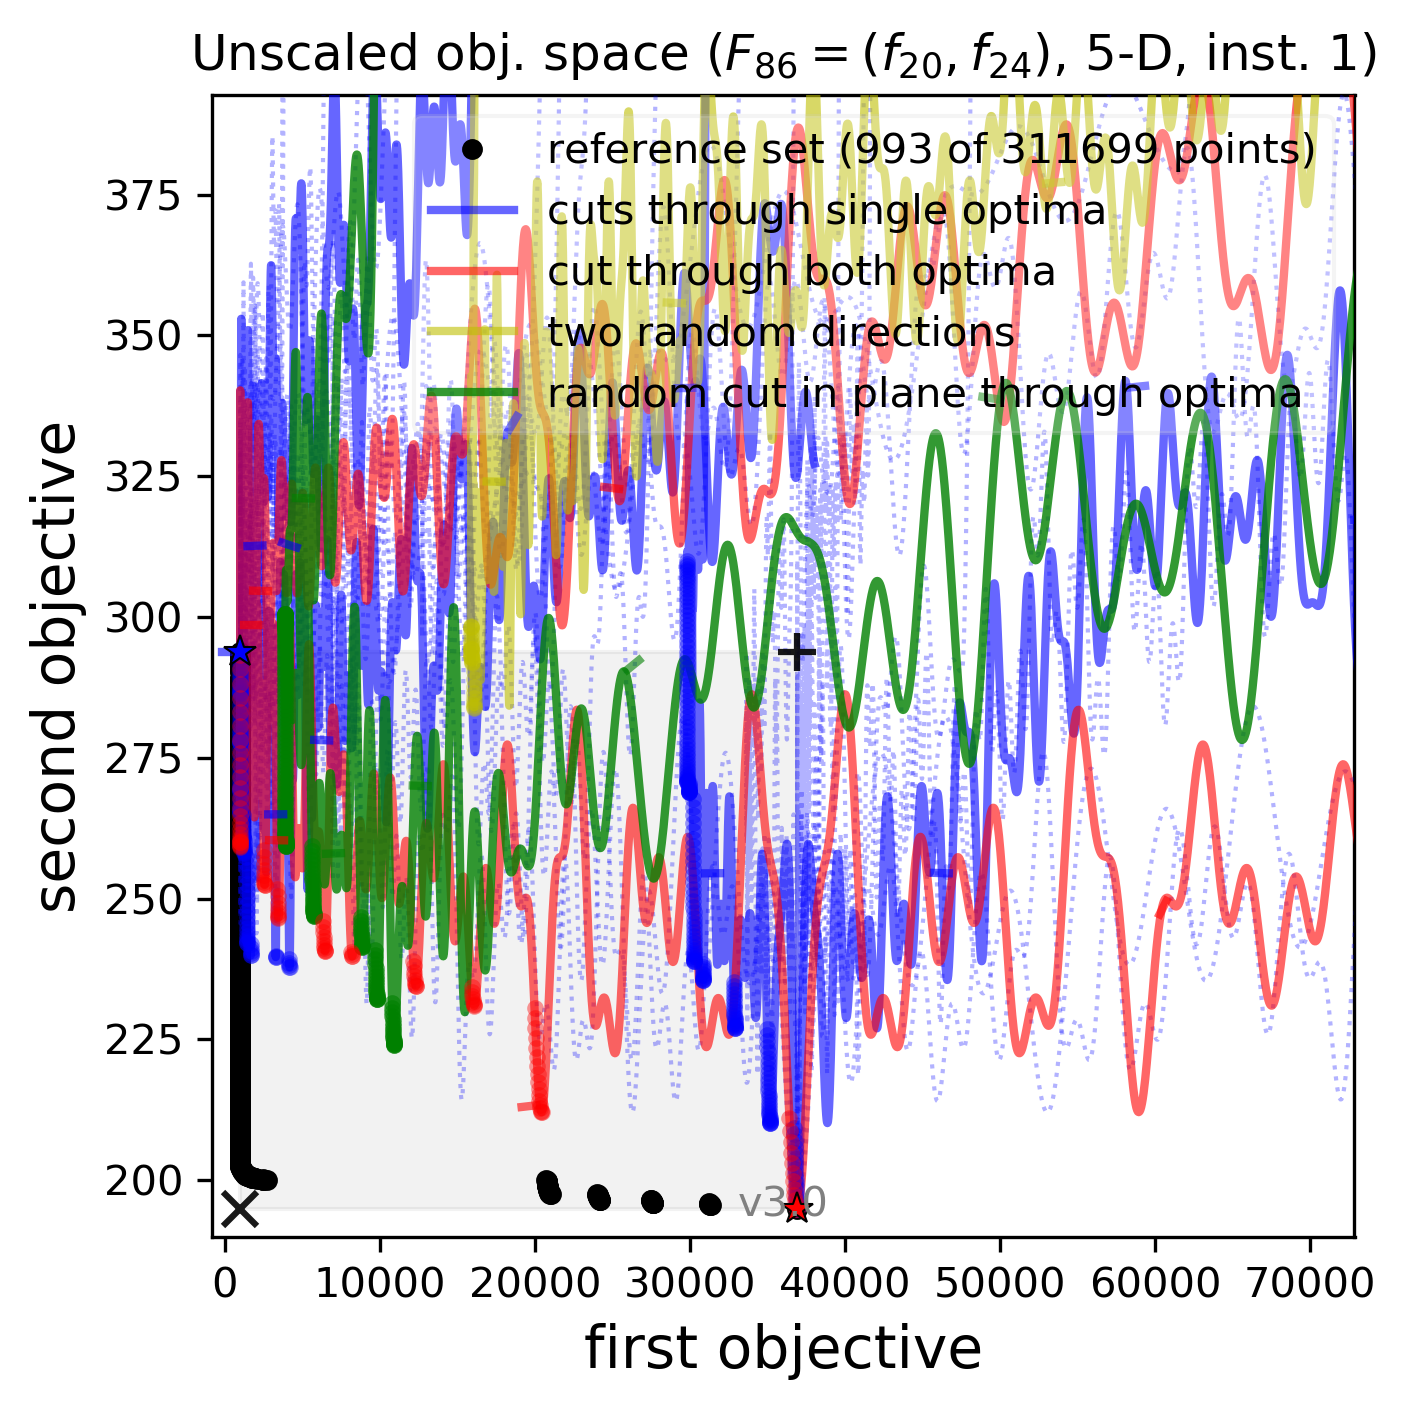 Unscaled obj. space (F86 = (f20, f24), 5-D, inst. 1)
reference set (993 of 311699 points)
cuts through single optima
cut through both optima
two random directions
random cut in plane through optima
375
350
325
300
275
250
225
200
second objective
v3.0
0 10000 20000 30000 40000 50000 60000 70000
first objective